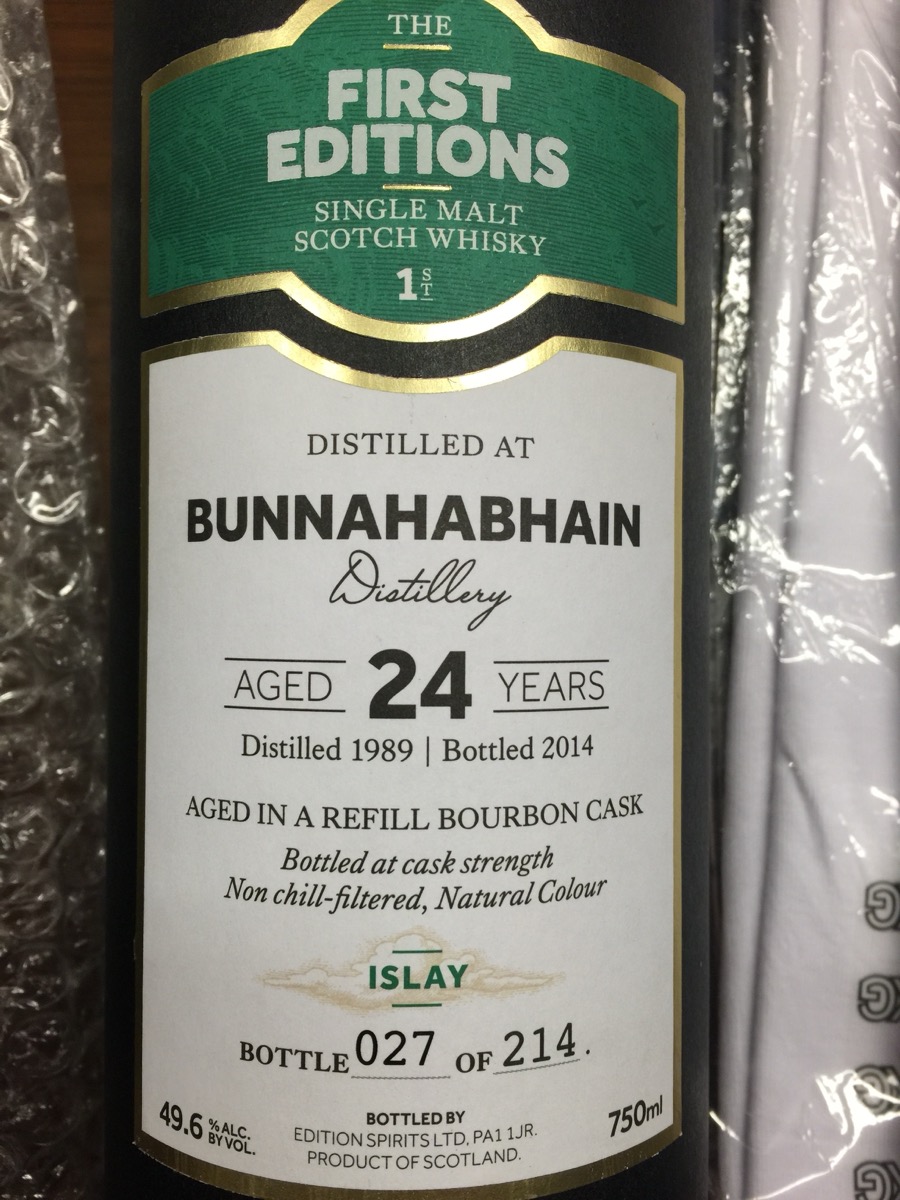 THE
FIRST
EDITIONS
SINGLE MALT
SCOTCH WHISKY
1ST
DISTILLED AT
BUNNAHABHAIN
Distillery
AGED 24 YEARS
Distilled 1989 | Bottled 2014
AGED IN A REFILL BOURBON CASK
Bottled at cask strength
Non chill-filtered, Natural Colour
ISLAY
BOTTLE 027 OF 214.
49.6 % ALC. BY VOL.
BOTTLED BY
EDITION SPIRITS LTD, PA1 1JR.
PRODUCT OF SCOTLAND.
750ml